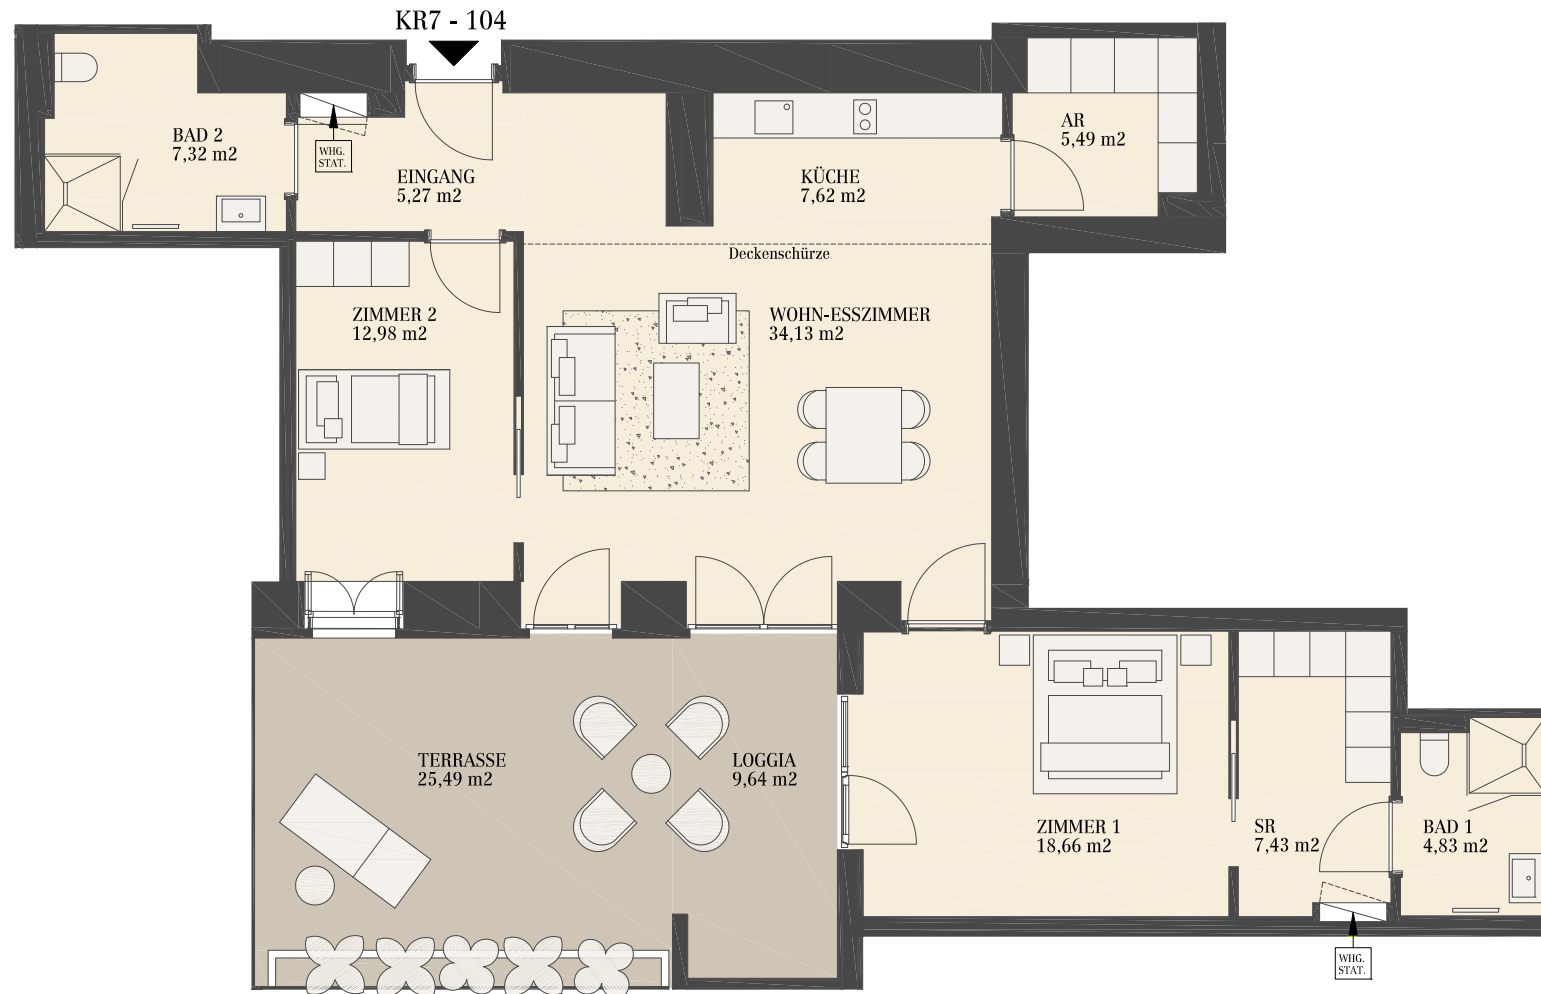 KR7 - 104
BAD 2
7,32 m2
WHG.
STAT.
EINGANG
5,27 m2
KÜCHE
7,62 m2
AR
5,49 m2
Deckenschürze
ZIMMER 2
12,98 m2
WOHN-ESSZIMMER
34,13 m2
TERRASSE
25,49 m2
LOGGIA
9,64 m2
ZIMMER 1
18,66 m2
SR
7,43 m2
BAD 1
4,83 m2
WHG.
STAT.